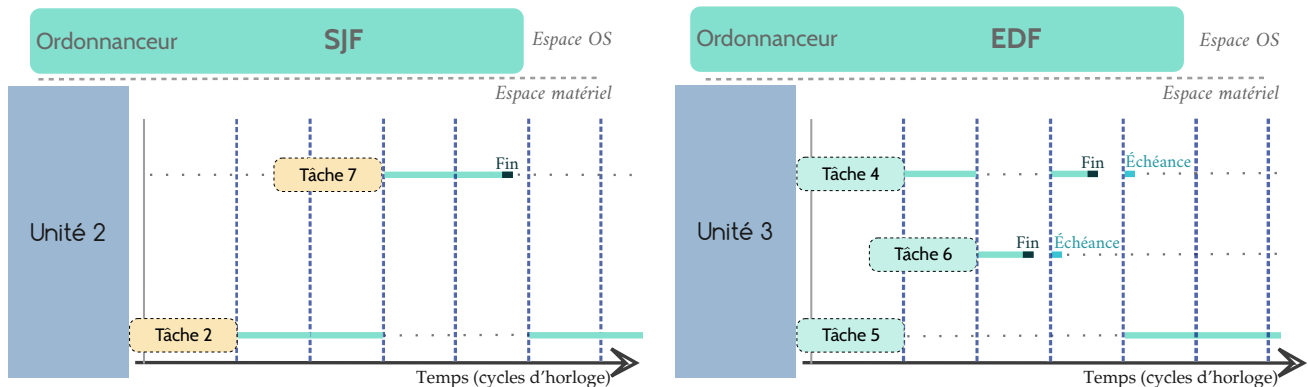 Ordonnanceur SJF Espace OS
Espace matériel
Tâche 7
Fin
Unité 2
Tâche 2
Temps (cycles d'horloge)
Ordonnanceur EDF Espace OS
Espace matériel
Tâche 4
Fin
Échéance
Unité 3
Tâche 6
Fin
Échéance
Tâche 5
Temps (cycles d'horloge)